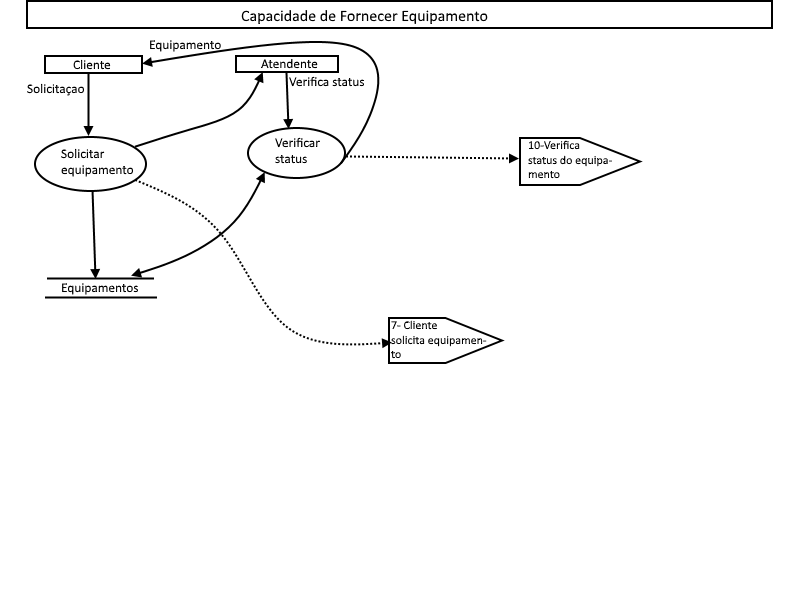 Capacidade de Fornecer Equipamento
Equipamento
Cliente
Atendente
Solicitaçao
Verifica status
Verificar
status
Solicitar
equipamento
10-Verifica
status do equipa-
mento
Equipamentos
7- Cliente
solicita equipamen-
to